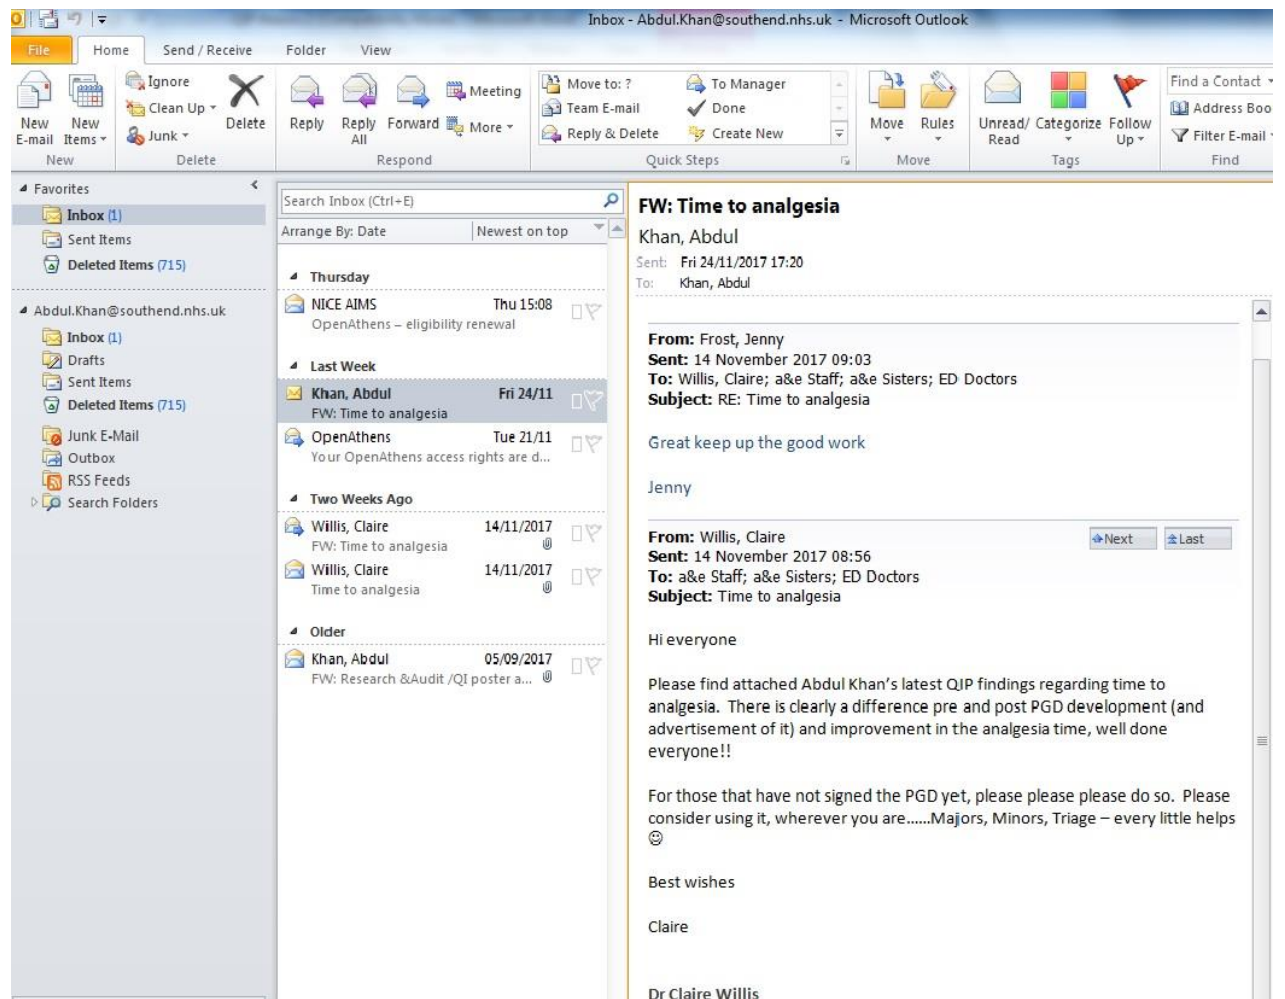 Inbox - Abdul.Khan@southend.nhs.uk - Microsoft Outlook
File Home Send / Receive Folder View
New E-mail
New Items
Ignore
Clean Up
Junk
Delete
Reply
Reply All
Forward
Meeting
More
Move to: ?
Team E-mail
Reply & Delete
To Manager
Done
Create New
Move
Rules
Unread/ Read
Categorize
Follow Up
Find a Contact
Address Boo
Filter E-mail
New Delete Respond Quick Steps Move Tags Find
Favorites
Inbox (1)
Sent Items
Deleted Items (715)
Abdul.Khan@southend.nhs.uk
Inbox (1)
Drafts
Sent Items
Deleted Items (715)
Junk E-Mail
Outbox
RSS Feeds
Search Folders
Search Inbox (Ctrl+E)
Arrange By: Date Newest on top
Thursday
NICE AIMS Thu 15:08
OpenAthens – eligibility renewal
Last Week
Khan, Abdul Fri 24/11
FW: Time to analgesia
OpenAthens Tue 21/11
Your OpenAthens access rights are d...
Two Weeks Ago
Willis, Claire 14/11/2017
FW: Time to analgesia
Willis, Claire 14/11/2017
Time to analgesia
Older
Khan, Abdul 05/09/2017
FW: Research &Audit /QI poster a...
FW: Time to analgesia
Khan, Abdul
Sent: Fri 24/11/2017 17:20
To: Khan, Abdul
From: Frost, Jenny
Sent: 14 November 2017 09:03
To: Willis, Claire; a&e Staff; a&e Sisters; ED Doctors
Subject: RE: Time to analgesia
Great keep up the good work
Jenny
From: Willis, Claire
Next Last
Sent: 14 November 2017 08:56
To: a&e Staff; a&e Sisters; ED Doctors
Subject: Time to analgesia
Hi everyone
Please find attached Abdul Khan's latest QIP findings regarding time to
analgesia. There is clearly a difference pre and post PGD development (and
advertisement of it) and improvement in the analgesia time, well done
everyone!!
For those that have not signed the PGD yet, please please please do so. Please
consider using it, wherever you are......Majors, Minors, Triage – every little helps
☺
Best wishes
Claire
Dr Claire Willis